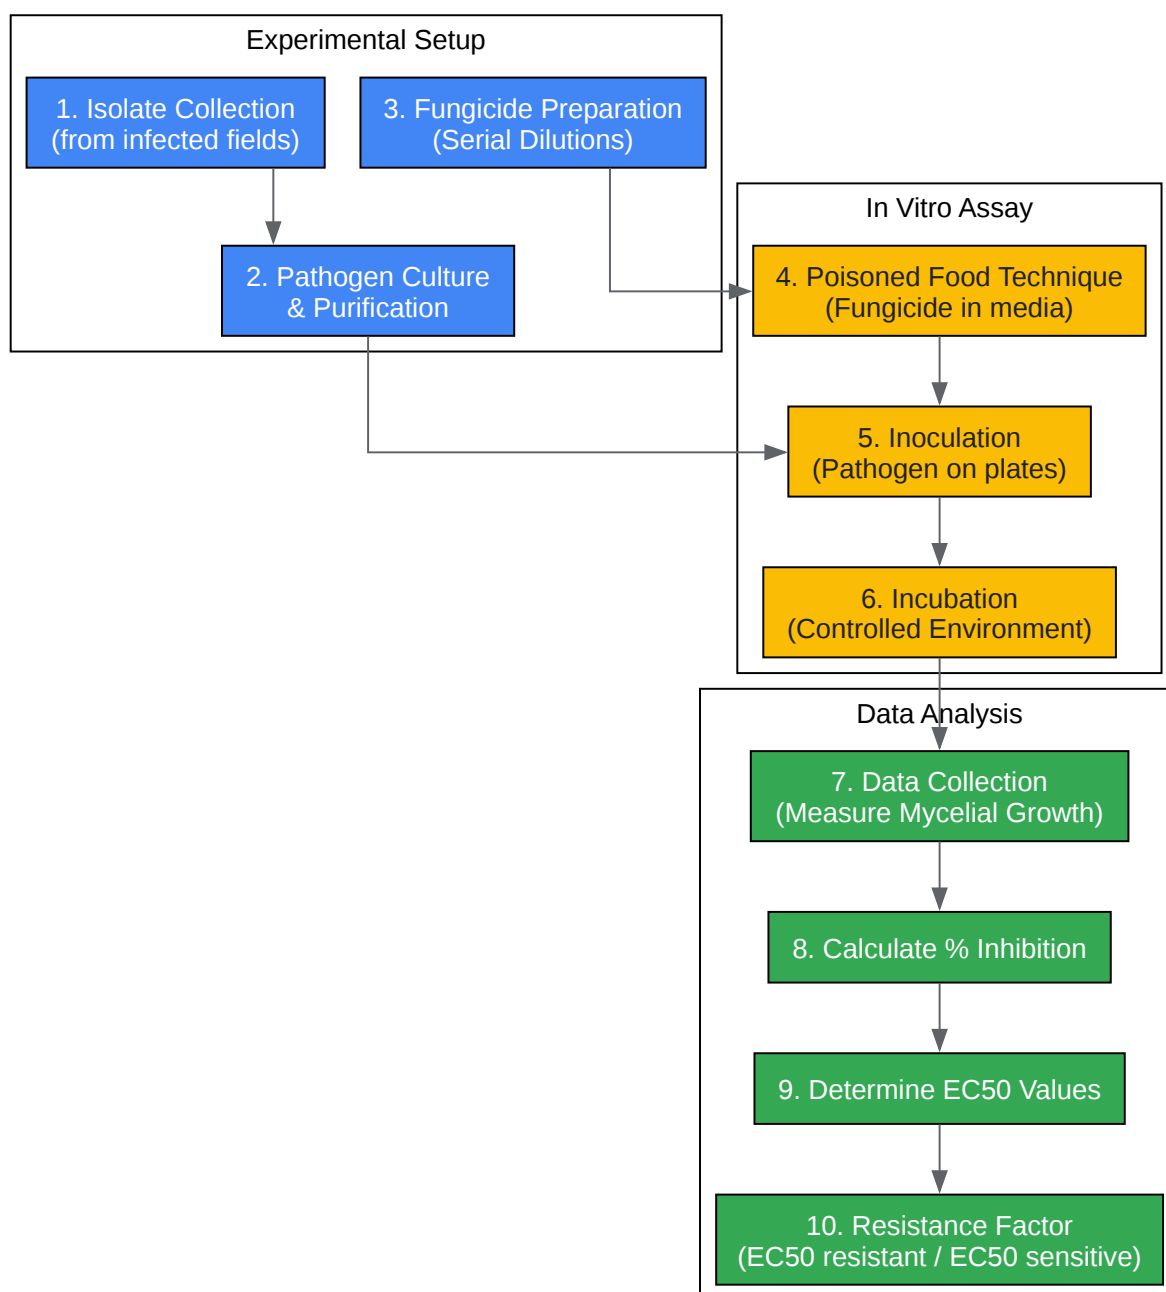 Experimental Setup
1. Isolate Collection
(from infected fields)
3. Fungicide Preparation
(Serial Dilutions)
2. Pathogen Culture
& Purification
In Vitro Assay
4. Poisoned Food Technique
(Fungicide in media)
5. Inoculation
(Pathogen on plates)
6. Incubation
(Controlled Environment)
Data Analysis
7. Data Collection
(Measure Mycelial Growth)
8. Calculate % Inhibition
9. Determine EC50 Values
10. Resistance Factor
(EC50 resistant / EC50 sensitive)